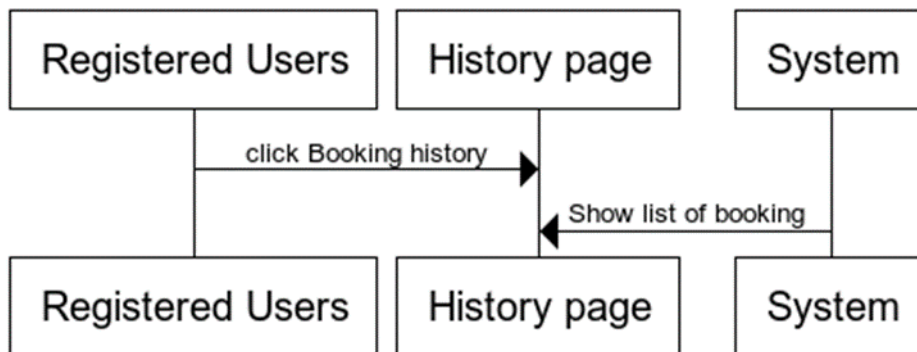 Registered Users
History page
System
click Booking history
Show list of booking
Registered Users
History page
System